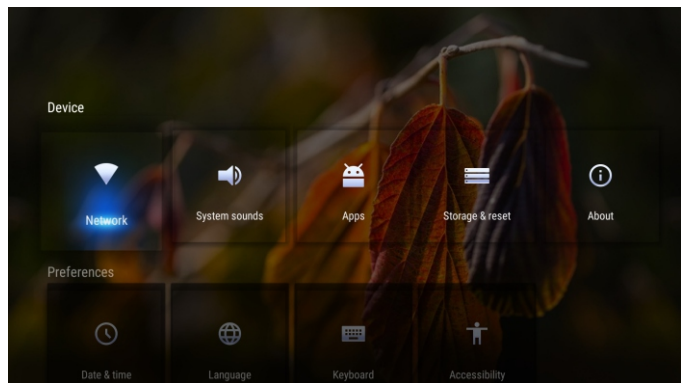 Device
Network
System sounds
Apps
Storage & reset
About
Preferences
Date & time
Language
Keyboard
Accessibility